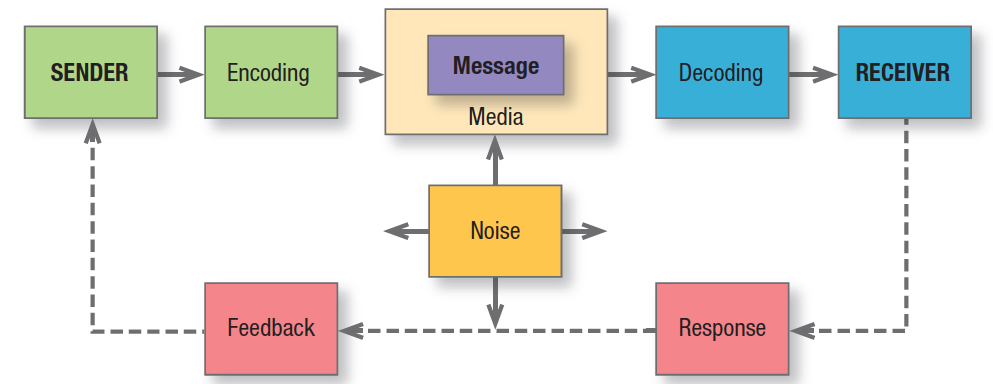 SENDER
Encoding
Message
Media
Decoding
RECEIVER
Noise
Feedback
Response